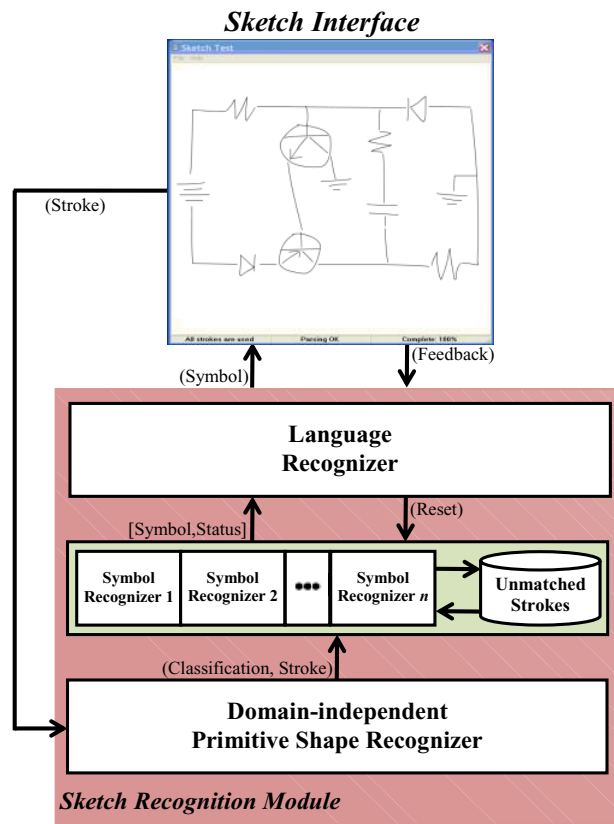 Sketch Interface
Sketch Test
File Help
All strokes are used
Parsing OK
Complete: 100%
(Stroke)
(Symbol)
(Feedback)
Language
Recognizer
[Symbol,Status]
(Reset)
Symbol
Recognizer 1
Symbol
Recognizer 2
Symbol
Recognizer n
Unmatched
Strokes
(Classification, Stroke)
Domain-independent
Primitive Shape Recognizer
Sketch Recognition Module